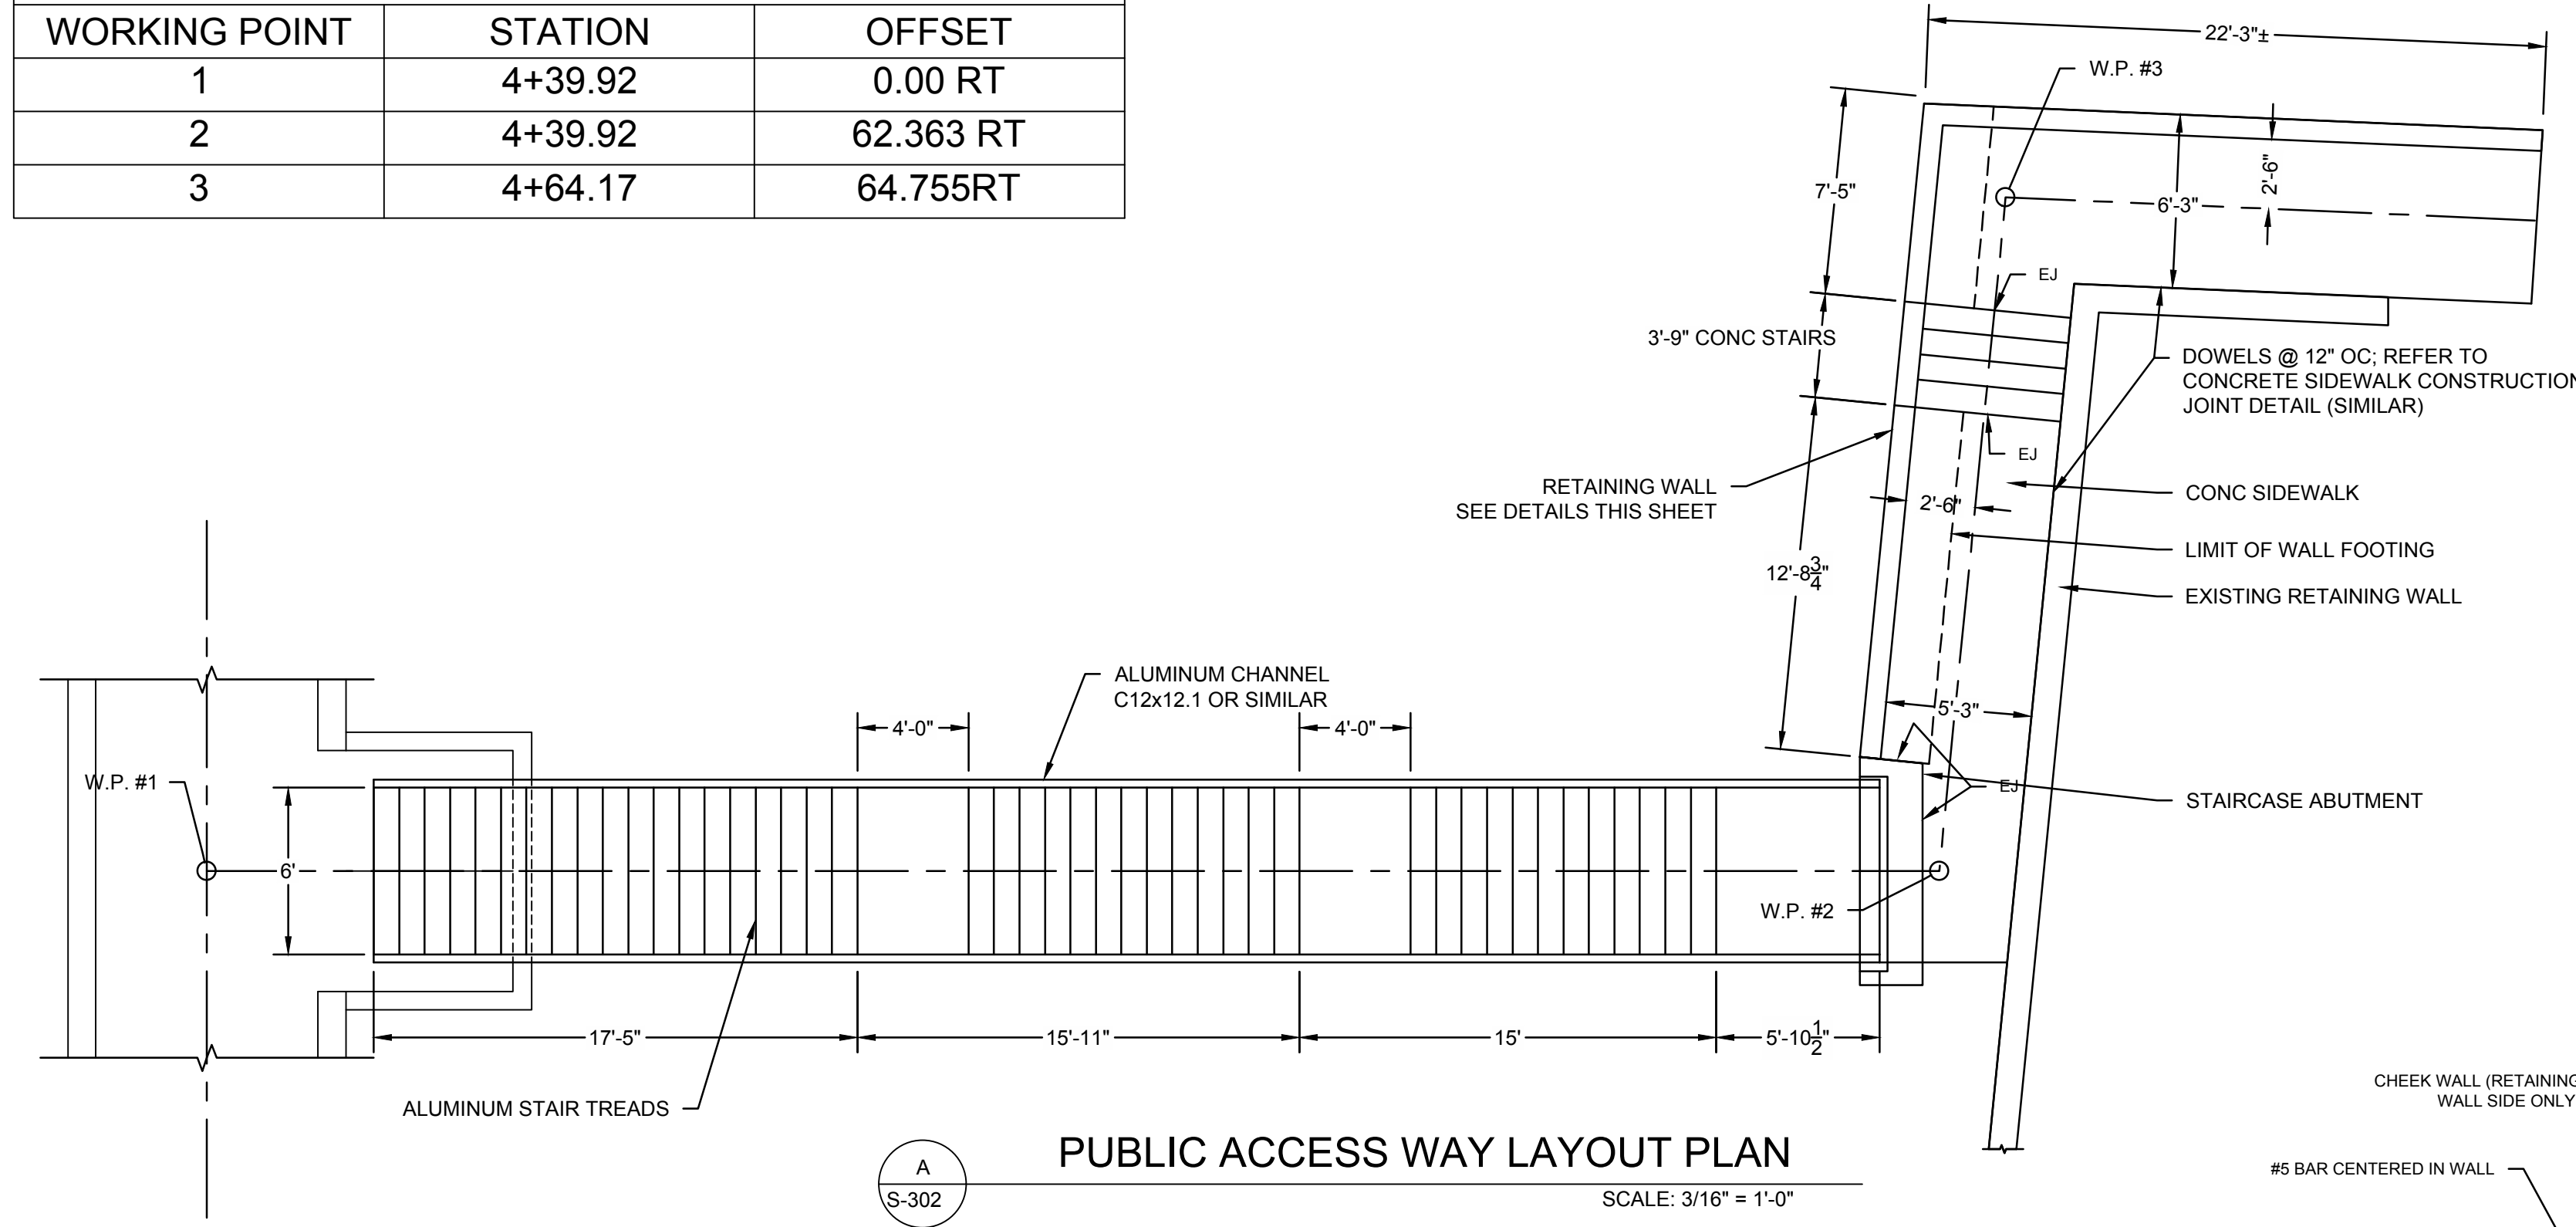 WORKING POINT STATION OFFSET
1 4+39.92 0.00 RT
2 4+39.92 62.363 RT
3 4+64.17 64.755RT
22'-3"±
W.P. #3
7'-5"
6'-3"
2'-6"
EJ
3'-9" CONC STAIRS
DOWELS @ 12" OC; REFER TO
CONCRETE SIDEWALK CONSTRUCTION
JOINT DETAIL (SIMILAR)
EJ
RETAINING WALL
SEE DETAILS THIS SHEET
2'-6"
CONC SIDEWALK
LIMIT OF WALL FOOTING
12'-8 3/4"
EXISTING RETAINING WALL
ALUMINUM CHANNEL
C12x12.1 OR SIMILAR
5'-3"
4'-0"
4'-0"
W.P. #1
EJ
STAIRCASE ABUTMENT
6'
W.P. #2
17'-5"
15'-11"
15'
5'-10 1/2"
ALUMINUM STAIR TREADS
CHEEK WALL (RETAINING
WALL SIDE ONLY
A
S-302
PUBLIC ACCESS WAY LAYOUT PLAN
SCALE: 3/16" = 1'-0"
#5 BAR CENTERED IN WALL